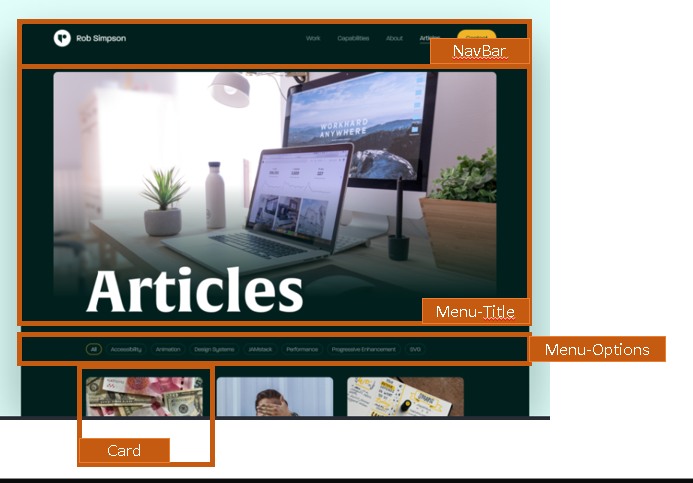 Rob Simpson
Work Capabilities About Articles
NavBar
WORKHARD
ANYWHERE
Articles
Menu-Title
All Accessibility Animation Design Systems JAMstack Performance Progressive Enhancement SVG
Menu-Options
Card